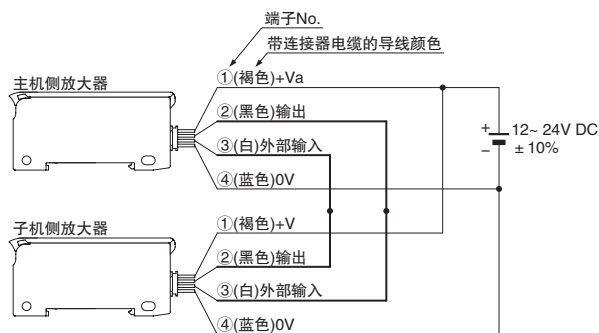 端子No.
带连接器电缆的导线颜色
主机侧放大器
①(褐色)+Va
②(黑色)输出
③(白)外部输入
④(蓝色)0V
+
−
12~ 24V DC
± 10%
子机侧放大器
①(褐色)+V
②(黑色)输出
③(白)外部输入
④(蓝色)0V